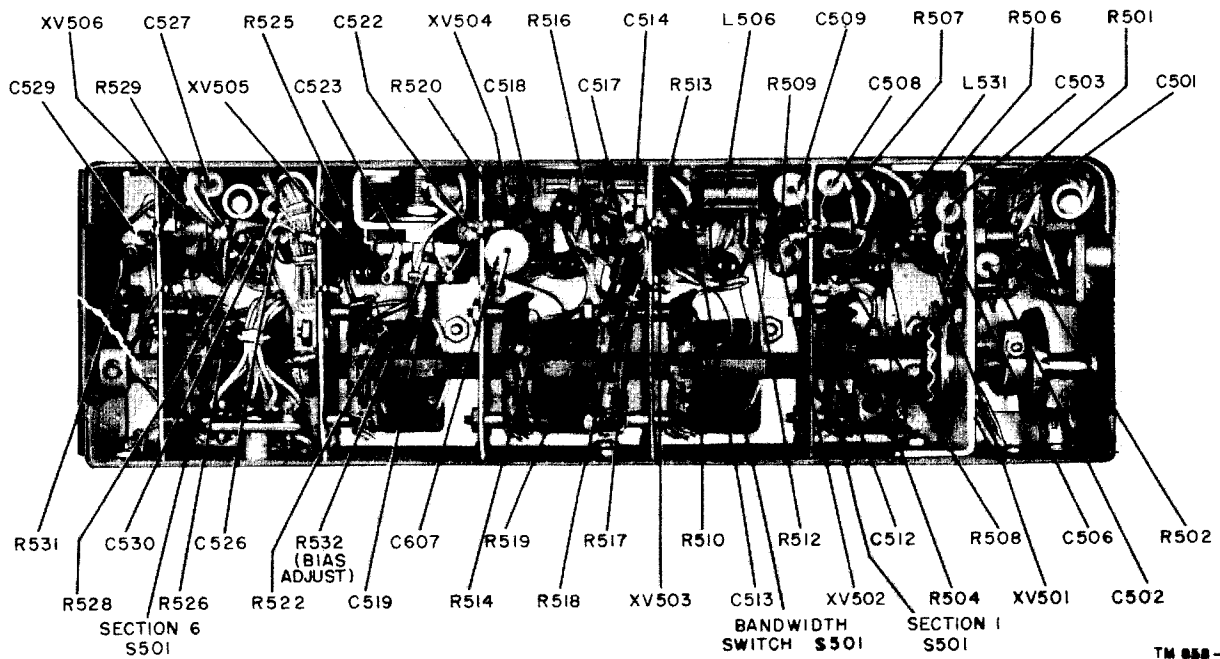 XV506 C527 R525 C522 XV504 R516 C514 L506 C509 R507 R506 R501
C529 R529 XV505 C523 R520 C518 C517 R513 R509 C508 L531 C503 C501
R531 C530 C526 R532 C607 R519 R517 R510 R512 C512 R508 C506 R502
(BIAS
ADJUST)
R528 R526 R522 C519 R514 R518 XV503 C513 XV502 R504 XV501 C502
SECTION 6
S501
BANDWIDTH
SWITCH S501
SECTION 1
S501
TM